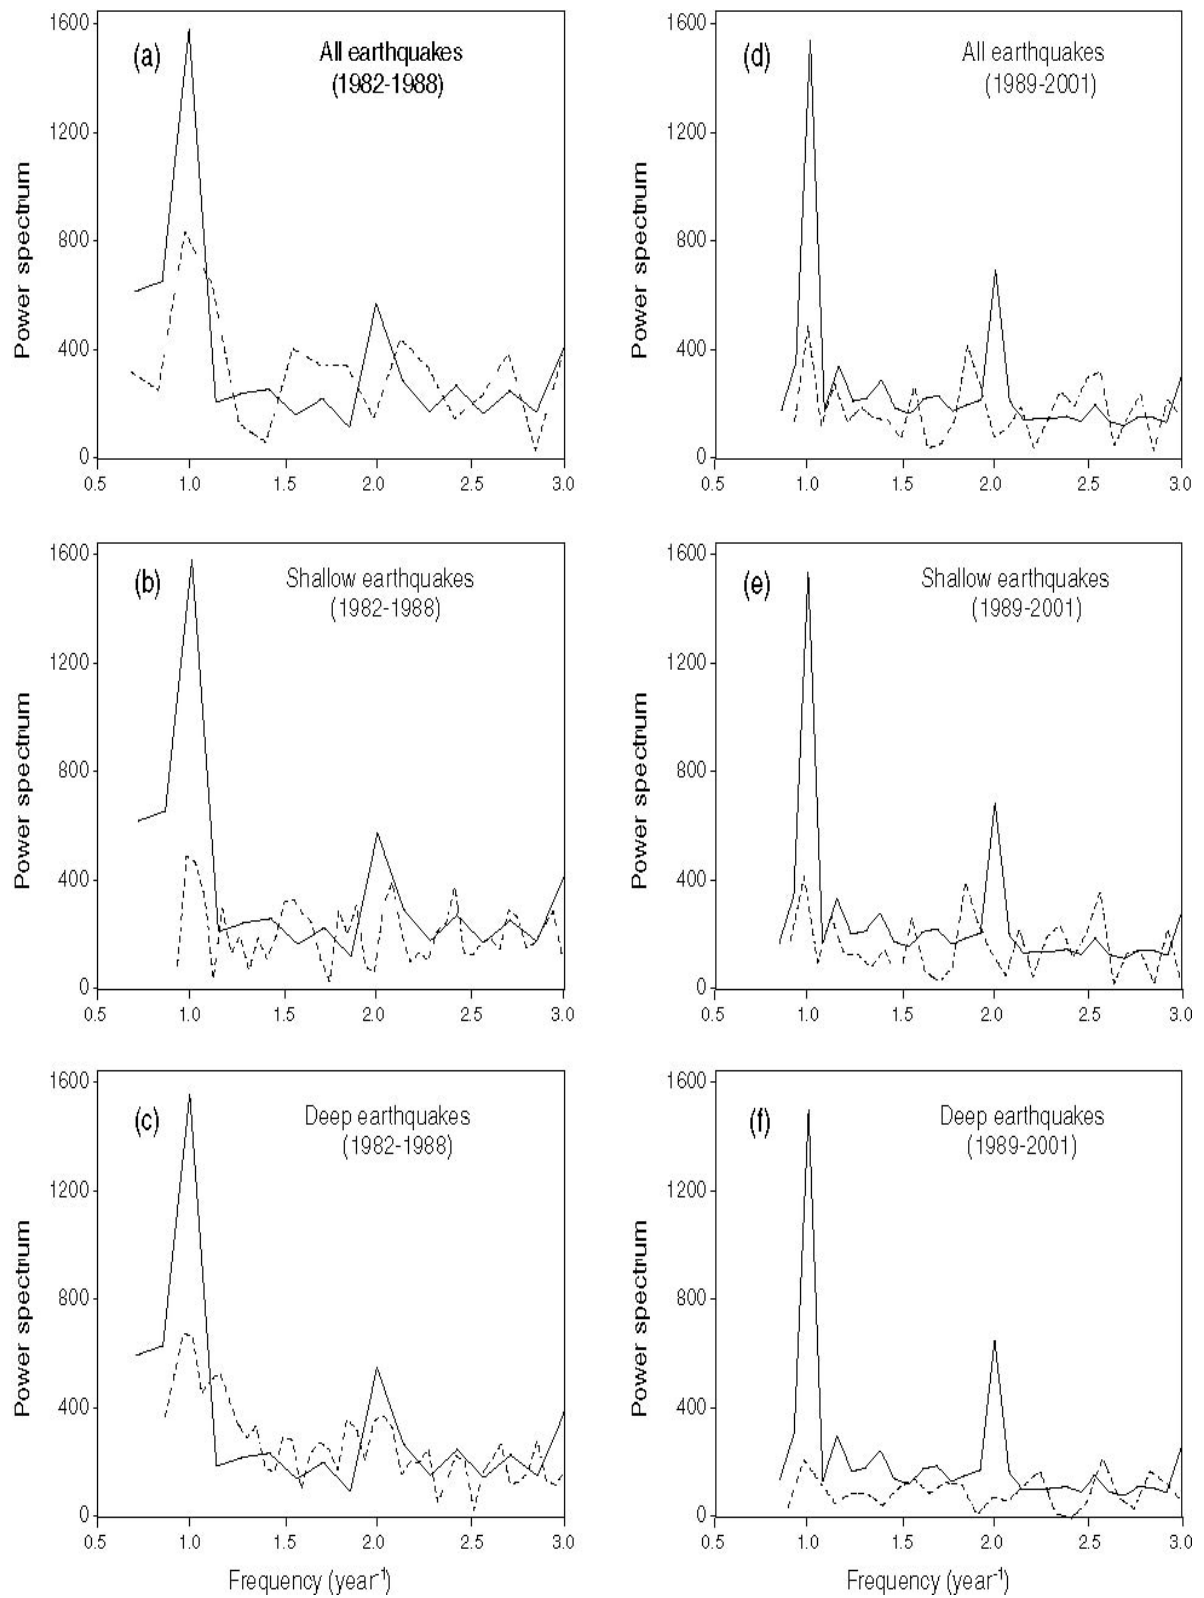 (a)
All earthquakes
(1982-1988)
Power spectrum
1600
1200
800
400
0
0.5 1.0 1.5 2.0 2.5 3.0
(d)
All earthquakes
(1989-2001)
Power spectrum
1600
1200
800
400
0
0.5 1.0 1.5 2.0 2.5 3.0
(b)
Shallow earthquakes
(1982-1988)
Power spectrum
1600
1200
800
400
0
0.5 1.0 1.5 2.0 2.5 3.0
(e)
Shallow earthquakes
(1989-2001)
Power spectrum
1600
1200
800
400
0
0.5 1.0 1.5 2.0 2.5 3.0
(c)
Deep earthquakes
(1982-1988)
Power spectrum
1600
1200
800
400
0
0.5 1.0 1.5 2.0 2.5 3.0
Frequency (year⁻¹)
(f)
Deep earthquakes
(1989-2001)
Power spectrum
1600
1200
800
400
0
0.5 1.0 1.5 2.0 2.5 3.0
Frequency (year⁻¹)